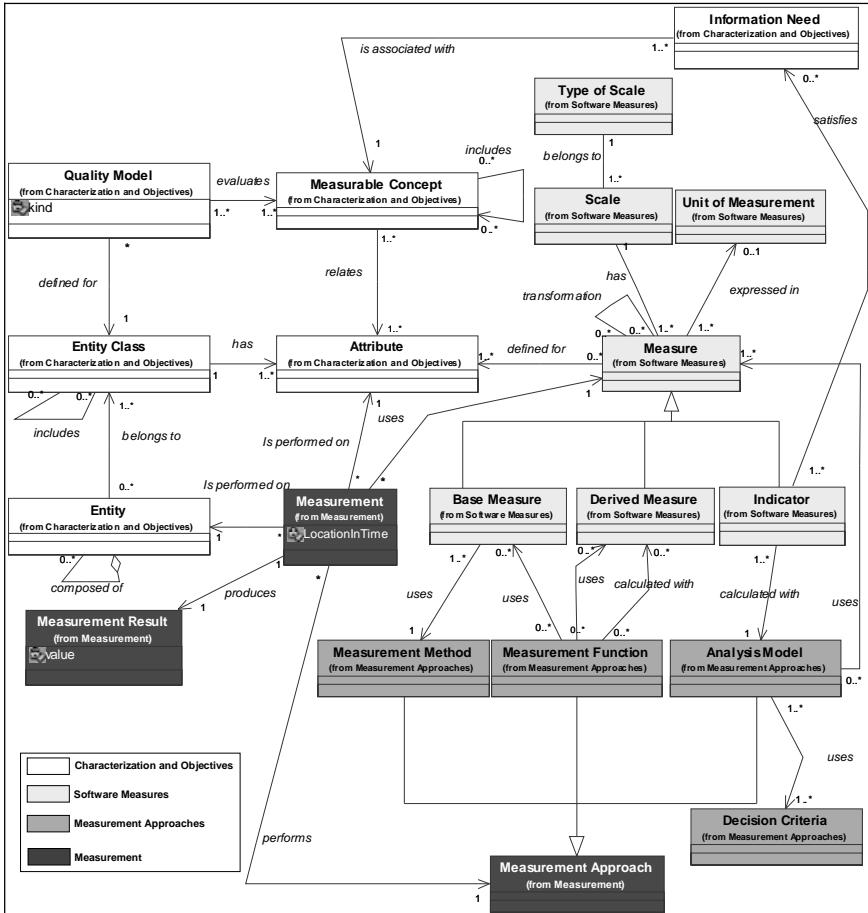 Information Need
(from Characterization and Objectives)
is associated with
1..*
0..*
Type of Scale
(from Software Measures)
satisfies
1
includes
0..*
1
belongs to
Quality Model
(from Characterization and Objectives)
kind
evaluates
1..*
1..*
Measurable Concept
(from Characterization and Objectives)
0..*
1..*
Scale
(from Software Measures)
Unit of Measurement
(from Software Measures)
*
1..*
1
0..1
defined for
relates
has
expressed in
transformation
1
1..*
0..*
0..*
1..*
1..*
Entity Class
(from Characterization and Objectives)
has
1
1..*
Attribute
(from Characterization and Objectives)
1..*
defined for
0..*
Measure
(from Software Measures)
1..*
0..*
0..*
1..*
1
uses
1
includes
belongs to
Is performed on
0..*
Is performed on
*
*
1..*
Entity
(from Characterization and Objectives)
1
*
Measurement
(from Measurement)
LocationInTime
Base Measure
(from Software Measures)
Derived Measure
(from Software Measures)
Indicator
(from Software Measures)
0..*
composed of
1
*
1..*
0..*
0..*
0..*
1..*
produces
1
uses
uses
uses
calculated with
calculated with
uses
Measurement Result
(from Measurement)
value
1
0..*
0..*
0..*
1
Measurement Method
(from Measurement Approaches)
Measurement Function
(from Measurement Approaches)
Analysis Model
(from Measurement Approaches)
0..*
1..*
uses
1..*
Characterization and Objectives
Software Measures
Measurement Approaches
Measurement
Decision Criteria
(from Measurement Approaches)
performs
1
Measurement Approach
(from Measurement)